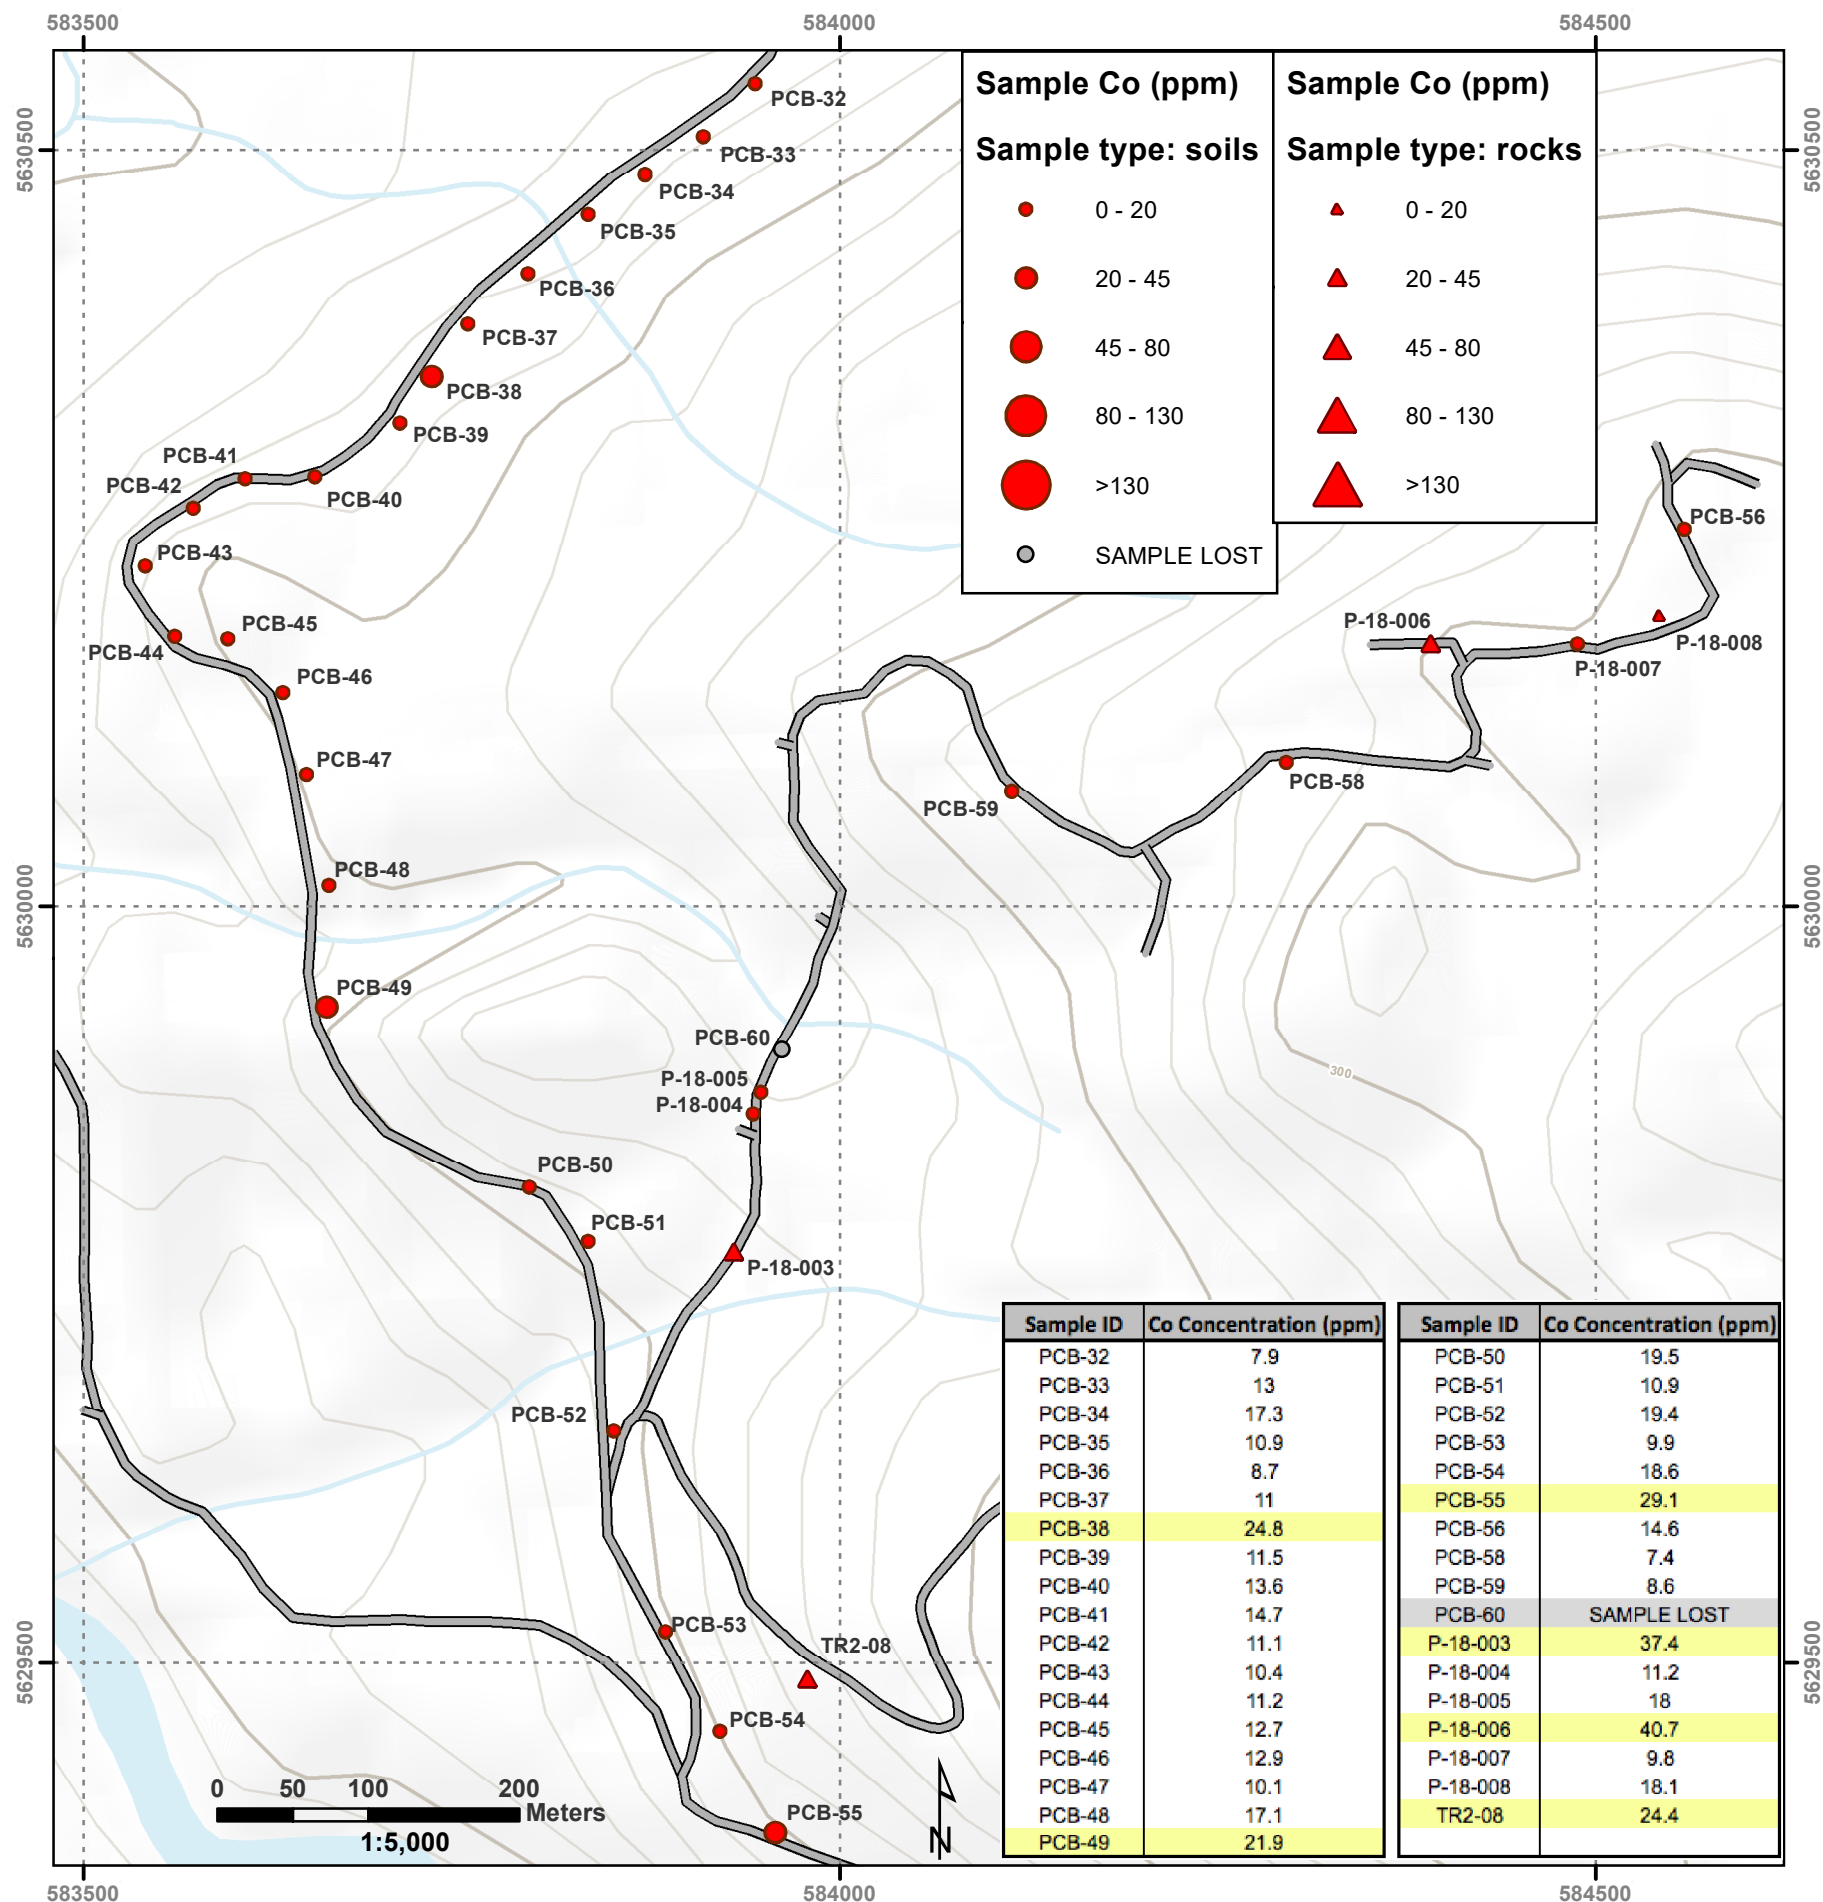 583500 584000 584500
5630500 5630500
5630000 5630000
5629500 5629500
583500 584000 584500
Sample Co (ppm)
Sample type: soils
0 - 20
20 - 45
45 - 80
80 - 130
>130
SAMPLE LOST
Sample Co (ppm)
Sample type: rocks
0 - 20
20 - 45
45 - 80
80 - 130
>130
PCB-32
PCB-33
PCB-34
PCB-35
PCB-36
PCB-37
PCB-38
PCB-39
PCB-41
PCB-42
PCB-40
PCB-56
PCB-43
P-18-006
PCB-45
P-18-008
PCB-44
P-18-007
PCB-46
PCB-47
PCB-58
PCB-59
PCB-48
PCB-49
PCB-60
300
P-18-005
P-18-004
PCB-50
PCB-51
P-18-003
PCB-52
PCB-53
TR2-08
PCB-54
PCB-55
0 50 100 200
Meters
1:5,000
N
Sample ID Co Concentration (ppm)
PCB-32 7.9
PCB-33 13
PCB-34 17.3
PCB-35 10.9
PCB-36 8.7
PCB-37 11
PCB-38 24.8
PCB-39 11.5
PCB-40 13.6
PCB-41 14.7
PCB-42 11.1
PCB-43 10.4
PCB-44 11.2
PCB-45 12.7
PCB-46 12.9
PCB-47 10.1
PCB-48 17.1
PCB-49 21.9
Sample ID Co Concentration (ppm)
PCB-50 19.5
PCB-51 10.9
PCB-52 19.4
PCB-53 9.9
PCB-54 18.6
PCB-55 29.1
PCB-56 14.6
PCB-58 7.4
PCB-59 8.6
PCB-60 SAMPLE LOST
P-18-003 37.4
P-18-004 11.2
P-18-005 18
P-18-006 40.7
P-18-007 9.8
P-18-008 18.1
TR2-08 24.4